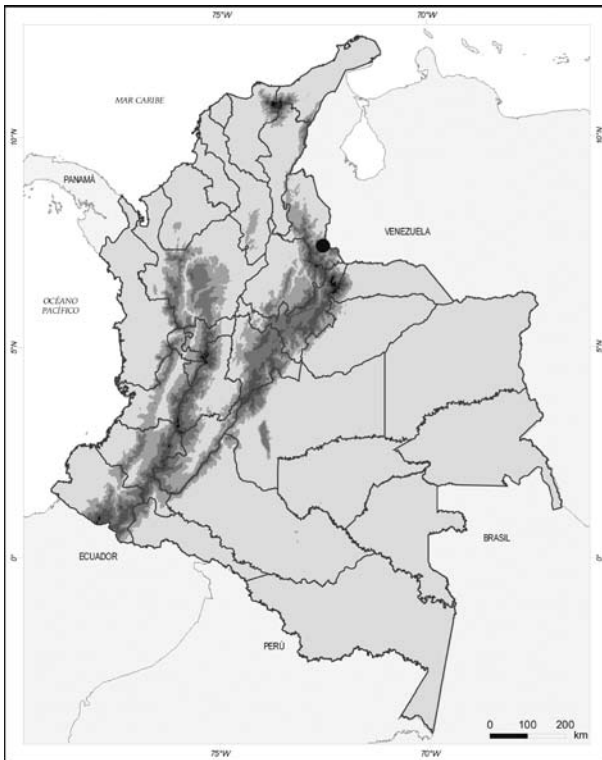 75°W 70°W
MAR CARIBE
10°N 10°N
PANAMÁ
VENEZUELA
OCÉANO
PACÍFICO
5°N 5°N
ECUADOR
BRASIL
0° 0°
PERÚ
0 100 200
km
75°W 70°W